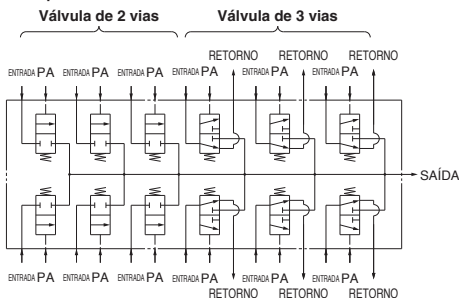 Válvula de 2 vias Válvula de 3 vias
RETORNO RETORNO RETORNO
ENTRADA PA ENTRADA PA ENTRADA PA ENTRADA PA ENTRADA PA ENTRADA PA
SAÍDA
ENTRADA PA ENTRADA PA ENTRADA PA ENTRADA PA ENTRADA PA ENTRADA PA
RETORNO RETORNO RETORNO